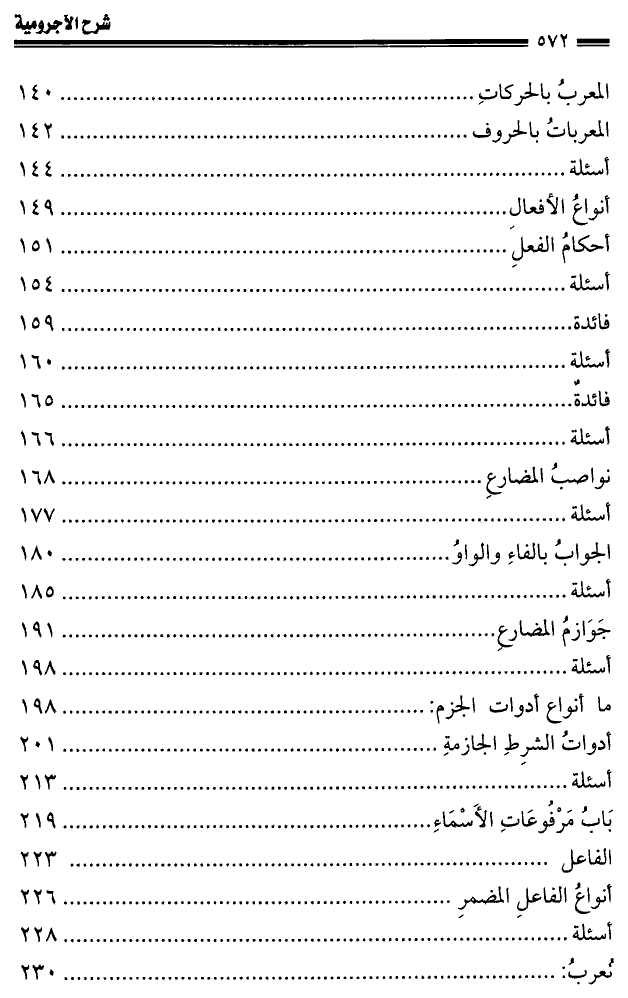 شرح الآجرومية
٥٧٢
المعربُ بالحركاتِ ........................................................ ١٤٠
المعرباتُ بالحروف ........................................................ ١٤٢
أسئلة ........................................................ ١٤٤
أنواعُ الأفعالِ ........................................................ ١٤٩
أحكامُ الفعلِ ........................................................ ١٥١
أسئلة ........................................................ ١٥٤
فائدة ........................................................ ١٥٩
أسئلة ........................................................ ١٦٠
فائدةٌ ........................................................ ١٦٥
أسئلة ........................................................ ١٦٦
نواصبُ المضارعِ ........................................................ ١٦٨
أسئلة ........................................................ ١٧٧
الجوابُ بالفاءِ والواوُ ........................................................ ١٨٠
أسئلة ........................................................ ١٨٥
جَوَازمُ المضارعِ ........................................................ ١٩١
أسئلة ........................................................ ١٩٨
ما أنواع أدوات الجزم: ........................................................ ١٩٨
أدواتُ الشرطِ الجازمةِ ........................................................ ٢٠١
أسئلة ........................................................ ٢١٣
بَابُ مَرْفُوعَاتِ الأَسْمَاءِ ........................................................ ٢١٩
الفاعل ........................................................ ٢٢٣
أنواعُ الفاعلِ المضمرِ ........................................................ ٢٢٦
أسئلة ........................................................ ٢٢٨
نُعربُ: ........................................................ ٢٣٠